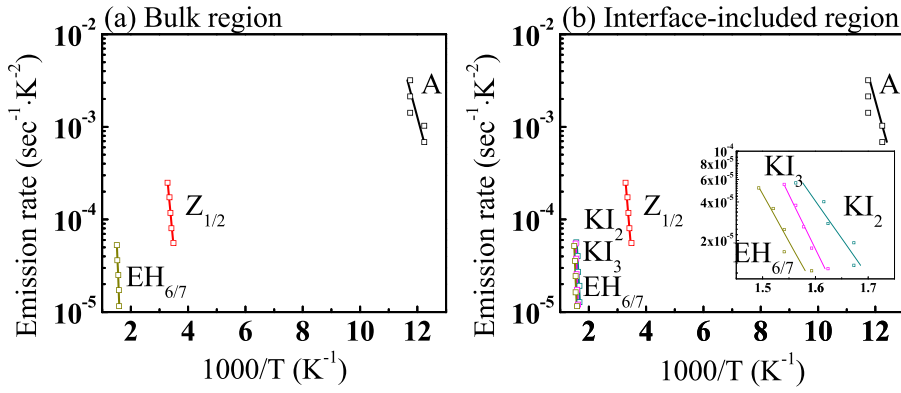 (a) Bulk region
Emission rate (sec⁻¹·K⁻²)
10⁻²
10⁻³
10⁻⁴
10⁻⁵
A
Z₁/₂
EH₆/₇
2 4 6 8 10 12
1000/T (K⁻¹)
(b) Interface-included region
Emission rate (sec⁻¹·K⁻²)
10⁻²
10⁻³
10⁻⁴
10⁻⁵
A
Z₁/₂
KI₂
KI₃
EH₆/₇
10⁻⁴
8x10⁻⁵
6x10⁻⁵
4x10⁻⁵
2x10⁻⁵
KI₃
KI₂
EH₆/₇
1.5 1.6 1.7
2 4 6 8 10 12
1000/T (K⁻¹)